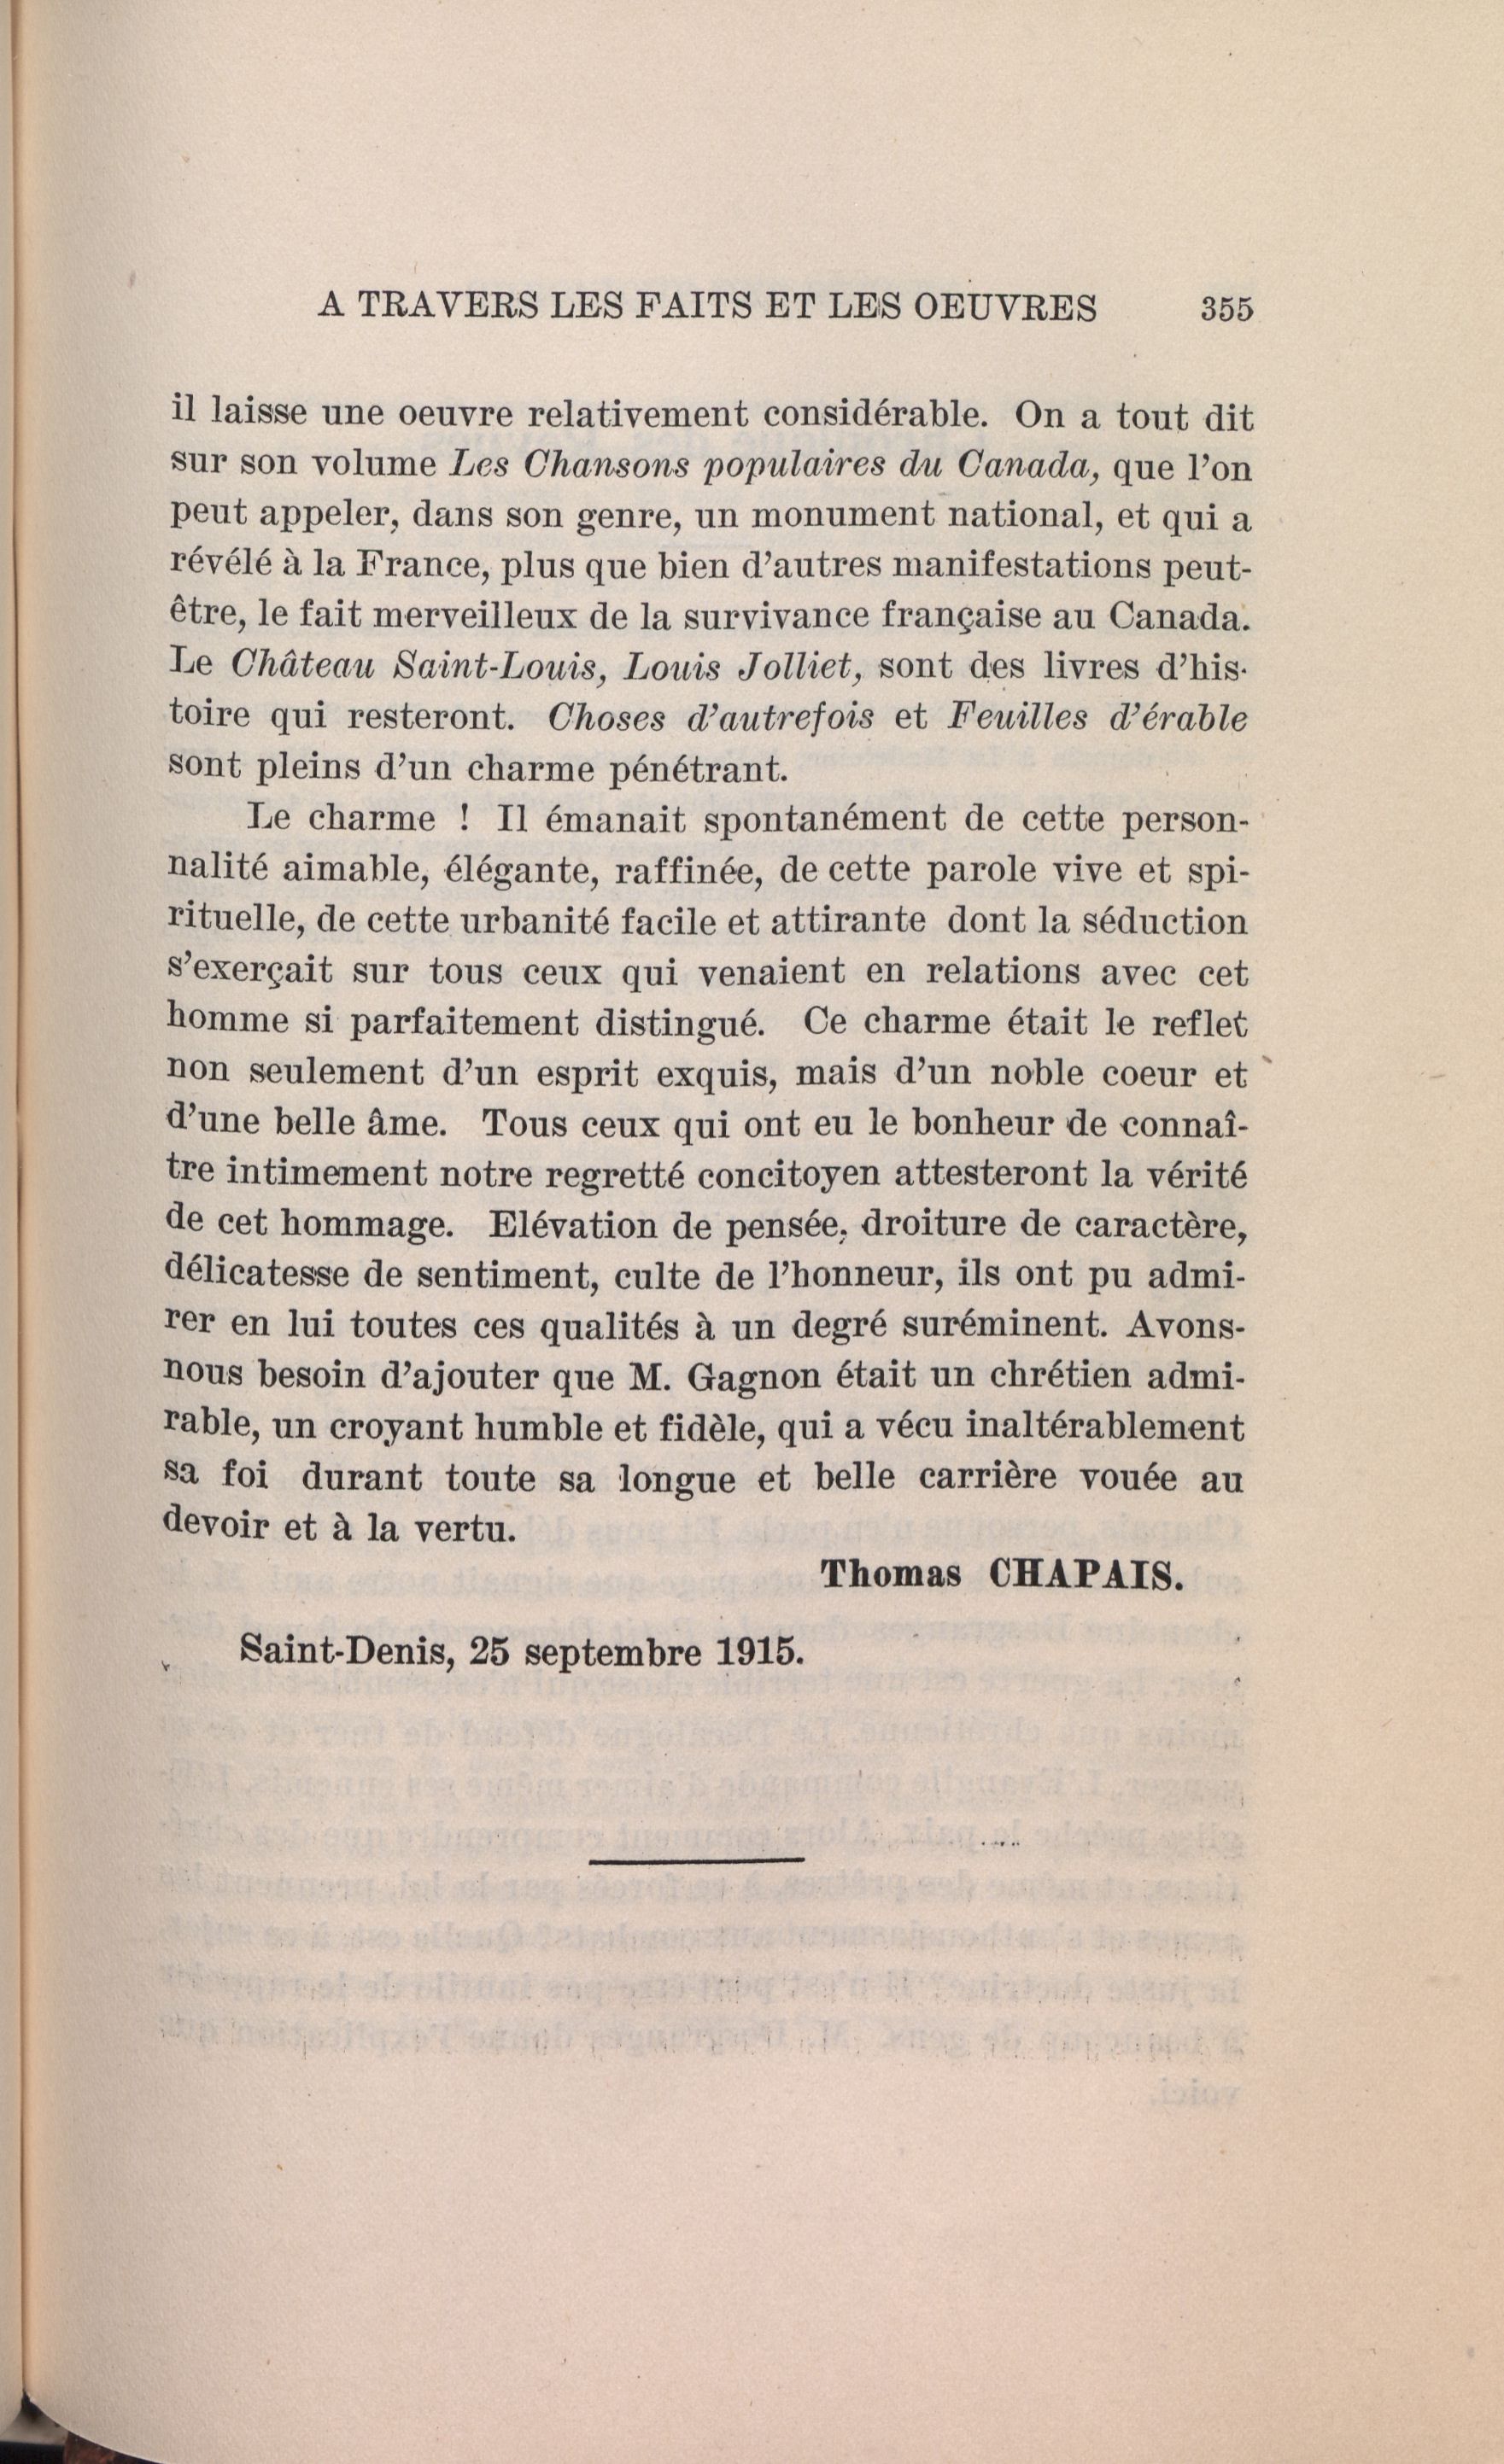 A TRAVERS LES FAITS ET LES OEUVRES 355
il laisse une oeuvre relativement considérable. On a tout dit
sur son volume Les Chansons populaires du Canada, que l'on
peut appeler, dans son genre, un monument national, et qui a
révélé à la France, plus que bien d'autres manifestations peut-
être, le fait merveilleux de la survivance française au Canada.
Le Château Saint-Louis, Louis Jolliet, sont des livres d'his-
toire qui resteront. Choses d'autrefois et Feuilles d'érable
sont pleins d'un charme pénétrant.
Le charme ! Il émanait spontanément de cette person-
nalité aimable, élégante, raffinée, de cette parole vive et spi-
rituelle, de cette urbanité facile et attirante dont la séduction
s'exerçait sur tous ceux qui venaient en relations avec cet
homme si parfaitement distingué. Ce charme était le reflet
non seulement d'un esprit exquis, mais d'un noble coeur et
d'une belle âme. Tous ceux qui ont eu le bonheur de connaî-
tre intimement notre regretté concitoyen attesteront la vérité
de cet hommage. Elévation de pensée, droiture de caractère,
délicatesse de sentiment, culte de l'honneur, ils ont pu admi-
rer en lui toutes ces qualités à un degré suréminent. Avons-
nous besoin d'ajouter que M. Gagnon était un chrétien admi-
rable, un croyant humble et fidèle, qui a vécu inaltérablement
sa foi durant toute sa longue et belle carrière vouée au
devoir et à la vertu.
Thomas CHAPAIS.
Saint-Denis, 25 septembre 1915.